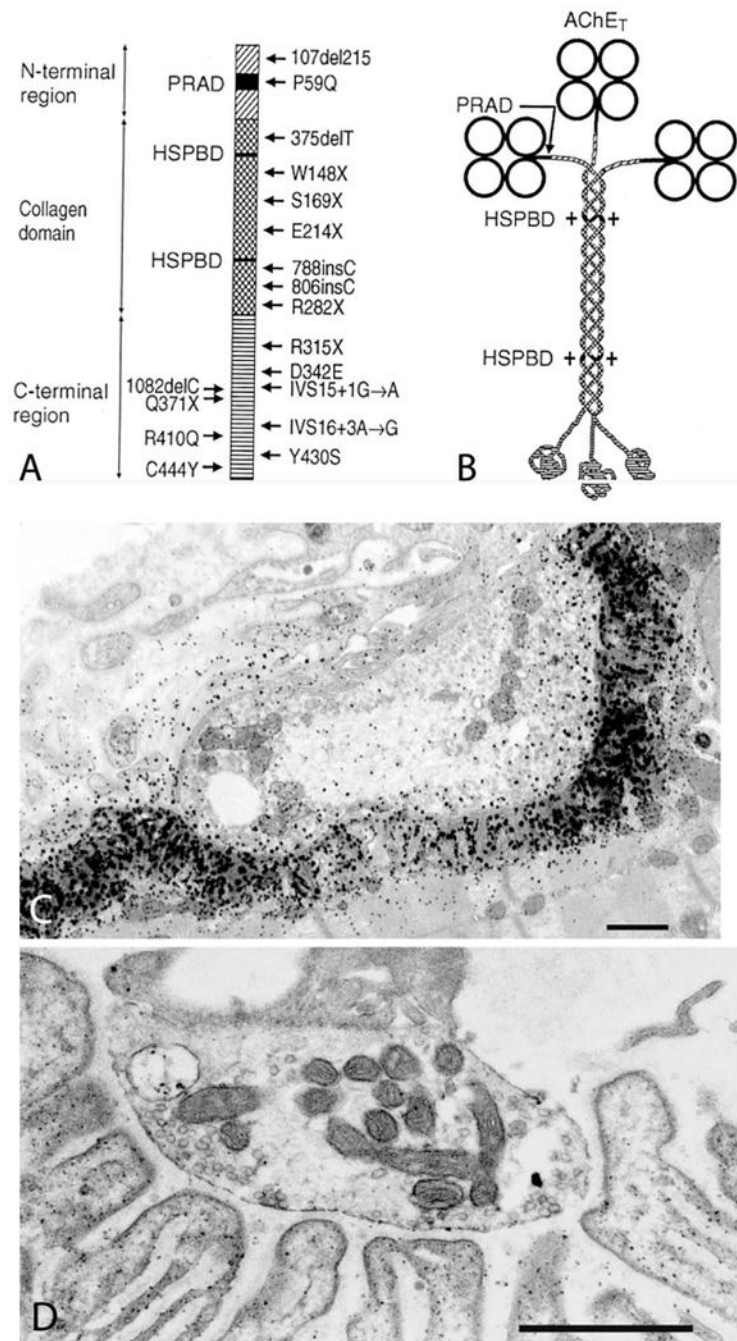 N-terminal
region
PRAD
107del215
P59Q
Collagen
domain
HSPBD
375delT
W148X
S169X
E214X
HSPBD
788insC
806insC
R282X
C-terminal
region
R315X
D342E
1082delC
IVS15+1G→A
Q371X
R410Q
IVS16+3A→G
Y430S
C444Y
A
AChET
PRAD
HSPBD + +
HSPBD + +
B
C
D